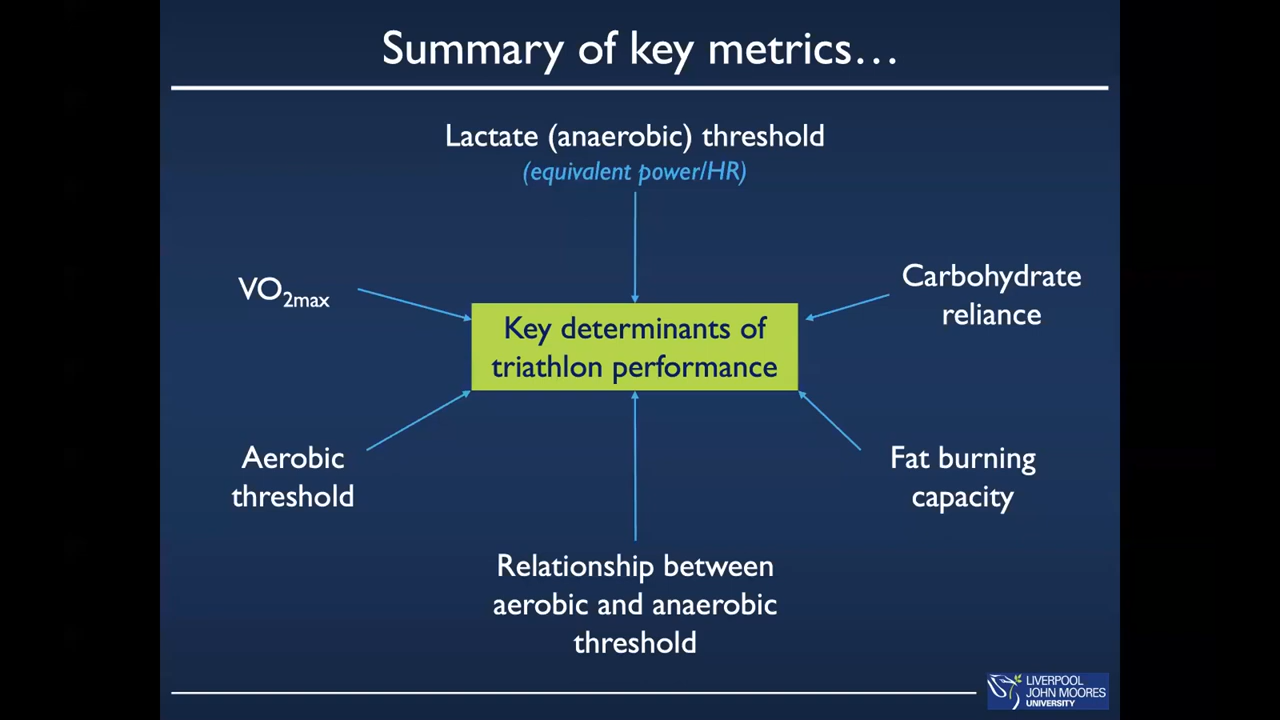 Summary of key metrics…
Lactate (anaerobic) threshold
(equivalent power/HR)
VO2max
Carbohydrate
reliance
Key determinants of
triathlon performance
Aerobic
threshold
Fat burning
capacity
Relationship between
aerobic and anaerobic
threshold
LIVERPOOL
JOHN MOORES
UNIVERSITY